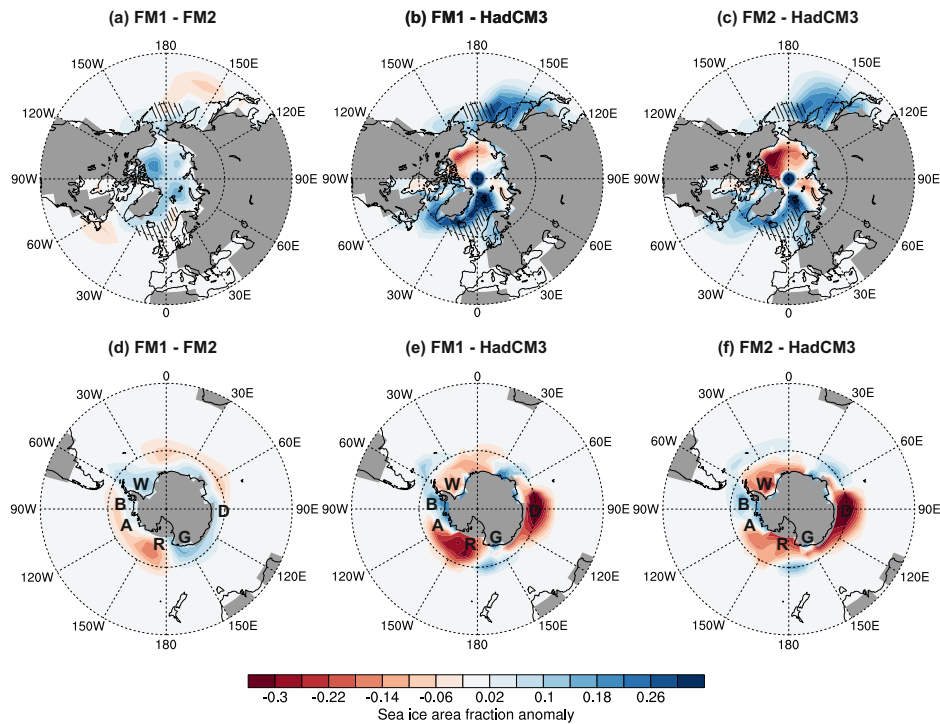 (a) FM1 - FM2
(b) FM1 - HadCM3
(c) FM2 - HadCM3
180
150W
150E
120W
120E
90W
90E
60W
60E
30W
30E
0
180
150W
150E
120W
120E
90W
90E
60W
60E
30W
30E
0
180
150W
150E
120W
120E
90W
90E
60W
60E
30W
30E
0
(d) FM1 - FM2
(e) FM1 - HadCM3
(f) FM2 - HadCM3
0
30E
60W
60E
W
90W
B
D
90E
A
R
G
120W
120E
150W
150E
180
0
30E
60W
60E
W
90W
B
D
90E
A
R
G
120W
120E
150W
150E
180
0
30E
60W
60E
W
90W
B
D
90E
A
R
G
120W
120E
150W
150E
180
-0.3 -0.22 -0.14 -0.06 0.02 0.1 0.18 0.26
Sea ice area fraction anomaly